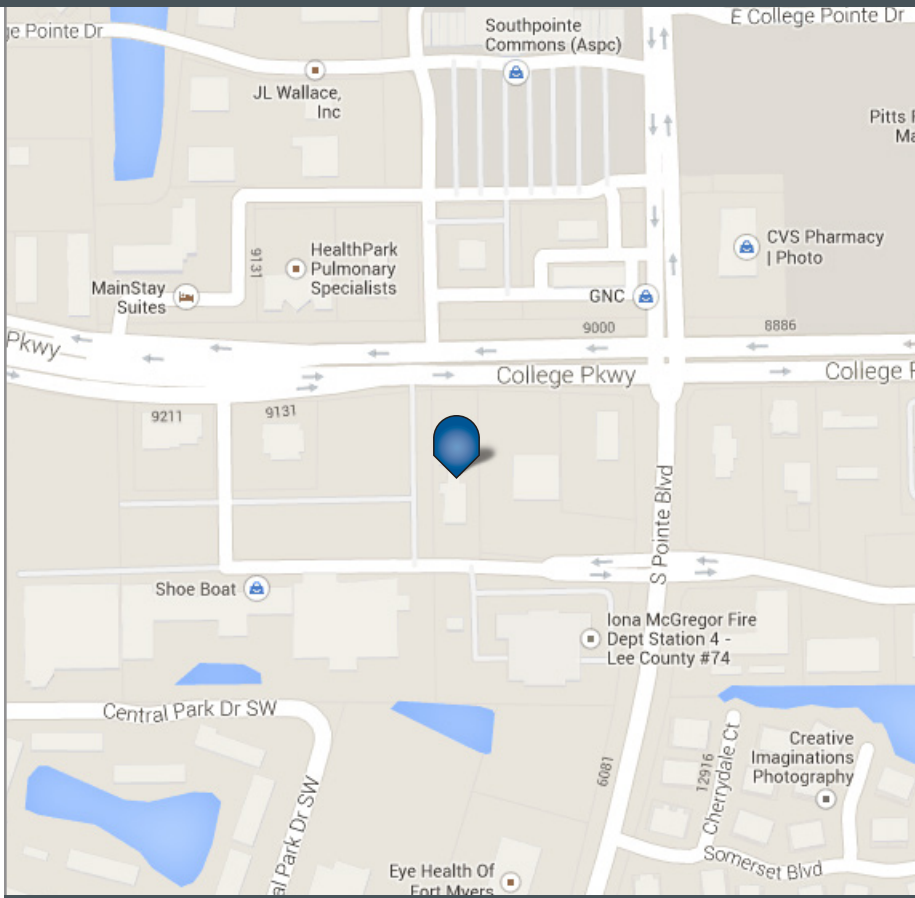 E College Pointe Dr
ge Pointe Dr
Southpointe
Commons (Aspc)
JL Wallace,
Inc
Pitts
Ma
CVS Pharmacy
| Photo
9131
HealthPark
Pulmonary
Specialists
MainStay
Suites
GNC
9000
8886
Pkwy
College Pkwy
College P
9211
9131
S Pointe Blvd
Shoe Boat
Iona McGregor Fire
Dept Station 4 -
Lee County #74
Central Park Dr SW
al Park Dr SW
6081
12916
Cherrydale Ct
Creative
Imaginations
Photography
Somerset Blvd
Eye Health Of
Fort Myers